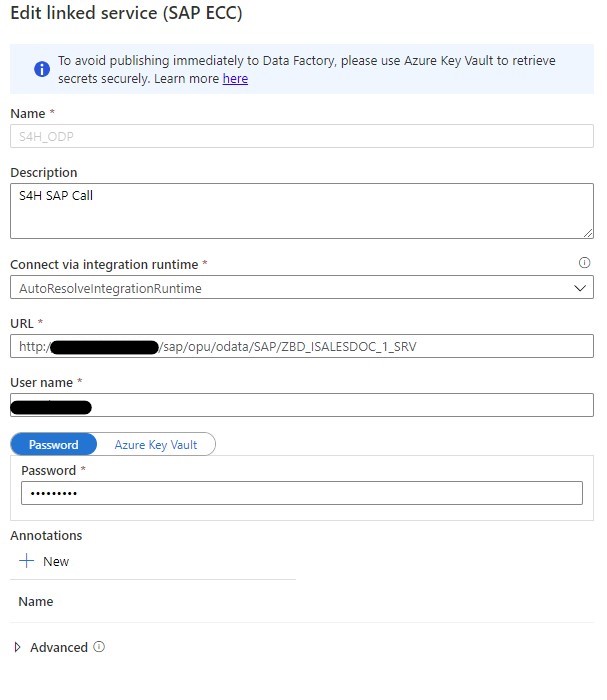 Edit linked service (SAP ECC)
To avoid publishing immediately to Data Factory, please use Azure Key Vault to retrieve
secrets securely. Learn more here
Name *
S4H_ODP
Description
S4H SAP Call
Connect via integration runtime *
AutoResolveIntegrationRuntime
URL *
http:/ /sap/opu/odata/SAP/ZBD_ISALESDOC_1_SRV
User name *
Password Azure Key Vault
Password *
•••••••••
Annotations
+ New
Name
Advanced